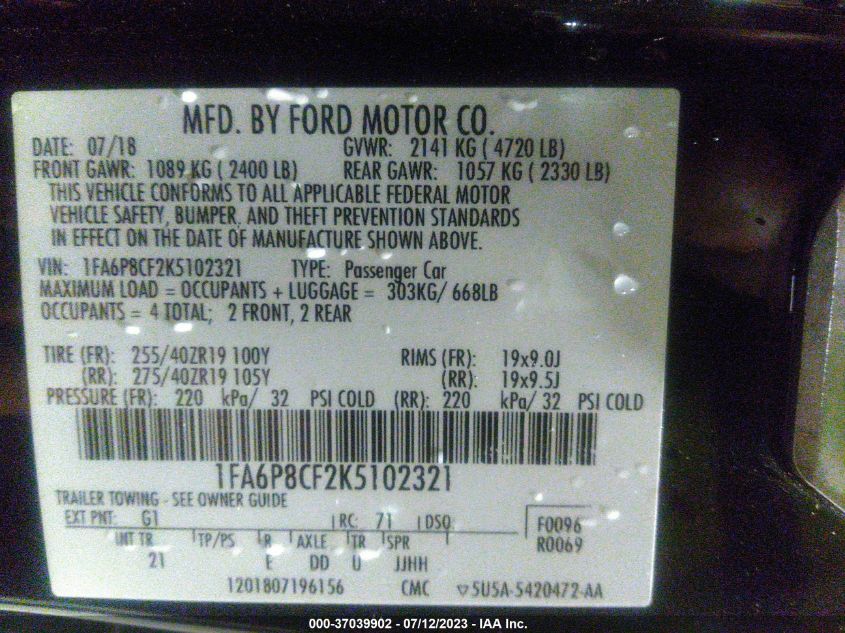 MFD. BY FORD MOTOR CO.
DATE: 07/18 GVWR: 2141 KG ( 4720 LB)
FRONT GAWR: 1089 KG ( 2400 LB) REAR GAWR: 1057 KG ( 2330 LB)
THIS VEHICLE CONFORMS TO ALL APPLICABLE FEDERAL MOTOR
VEHICLE SAFETY, BUMPER, AND THEFT PREVENTION STANDARDS
IN EFFECT ON THE DATE OF MANUFACTURE SHOWN ABOVE.
VIN: 1FA6P8CF2K5102321 TYPE: Passenger Car
MAXIMUM LOAD = OCCUPANTS + LUGGAGE = 303KG/ 668LB
OCCUPANTS = 4 TOTAL; 2 FRONT, 2 REAR
TIRE (FR): 255/40ZR19 100Y RIMS (FR): 19x9.0J
(RR): 275/40ZR19 105Y (RR): 19x9.5J
PRESSURE (FR): 220 kPa/ 32 PSI COLD (RR): 220 kPa/ 32 PSI COLD
1FA6P8CF2K5102321
TRAILER TOWING - SEE OWNER GUIDE
EXT PNT: G1 RC: 71 DSO: F0096
INT TR TP/PS R AXLE TR SPR R0069
21 E DD U JJHH
1201807196156 CMC 5U5A-5420472-AA
000-37039902 - 07/12/2023 - IAA Inc.